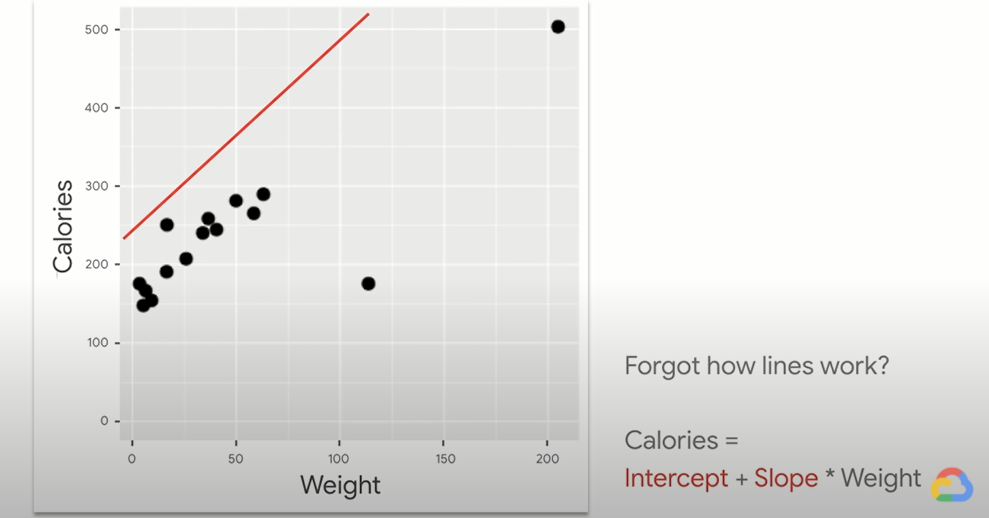 500
400
300
200
100
0
Calories
0 50 100 150 200
Weight
Forgot how lines work?
Calories =
Intercept + Slope * Weight